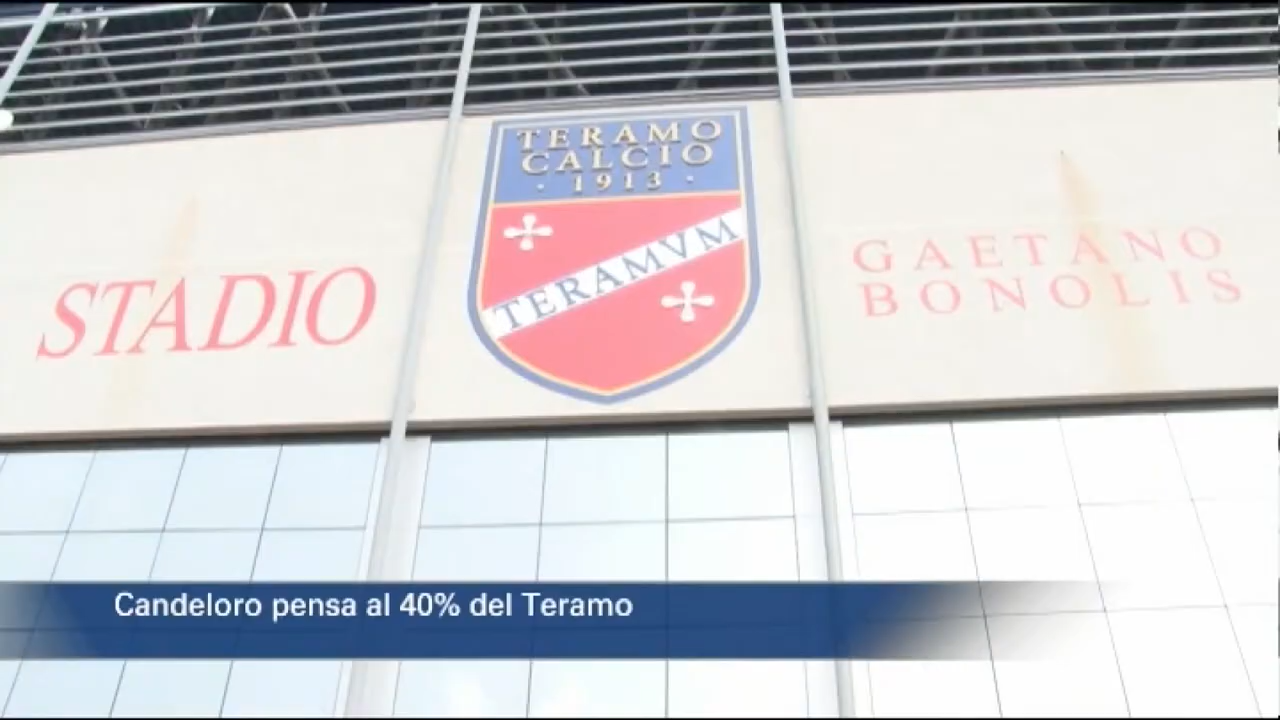 TERAMO
CALCIO
· 1913 ·
TERAMVM
STADIO
GAETANO
BONOLIS
Candeloro pensa al 40% del Teramo